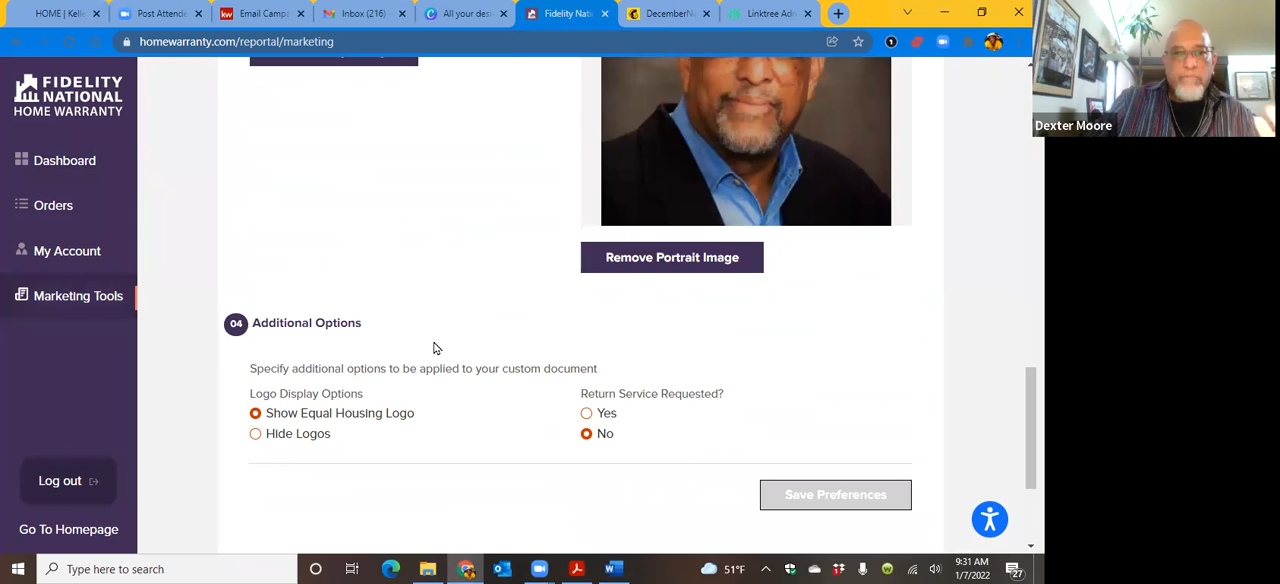 HOME | Kelle
Post Attende
Email Campa
Inbox (216)
All your desi
Fidelity Nati
DecemberN
Linktree Adm
homewarranty.com/reportal/marketing
Dexter Moore
FIDELITY
NATIONAL
HOME WARRANTY
Dashboard
Orders
My Account
Marketing Tools
Log out
Go To Homepage
Remove Portrait Image
04 Additional Options
Specify additional options to be applied to your custom document
Logo Display Options
Return Service Requested?
Show Equal Housing Logo
Yes
Hide Logos
No
Save Preferences
Type here to search
51°F
9:31 AM
1/7/2022
27